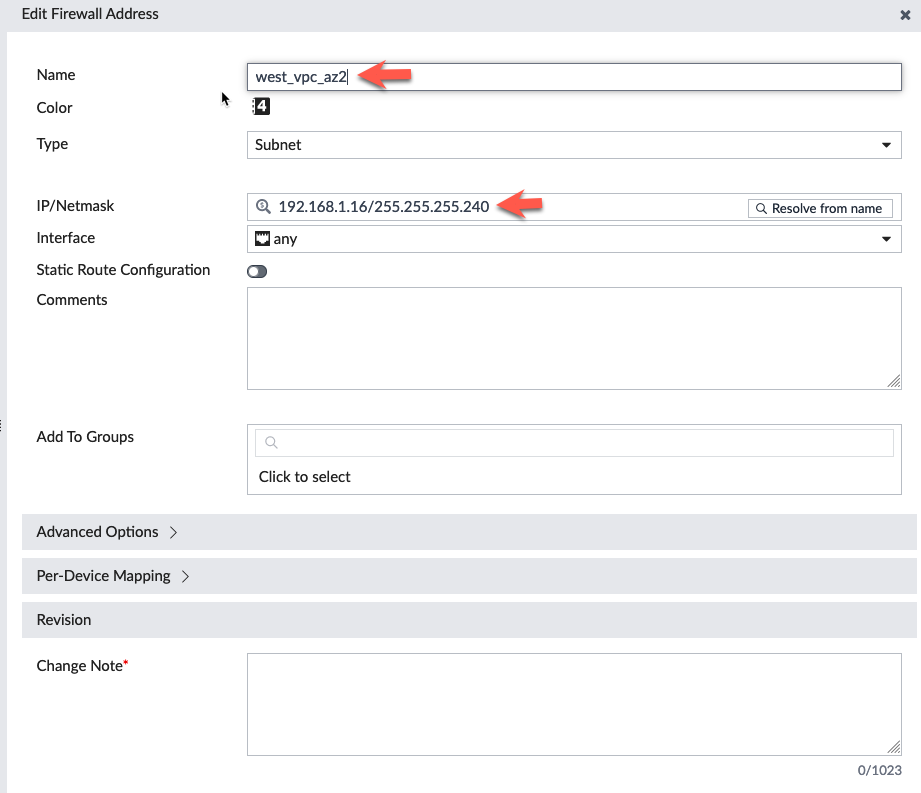 Edit Firewall Address
Name
west_vpc_az2
Color
4
Type
Subnet
IP/Netmask
192.168.1.16/255.255.255.240
Resolve from name
Interface
any
Static Route Configuration
Comments
Add To Groups
Click to select
Advanced Options
Per-Device Mapping
Revision
Change Note*
0/1023